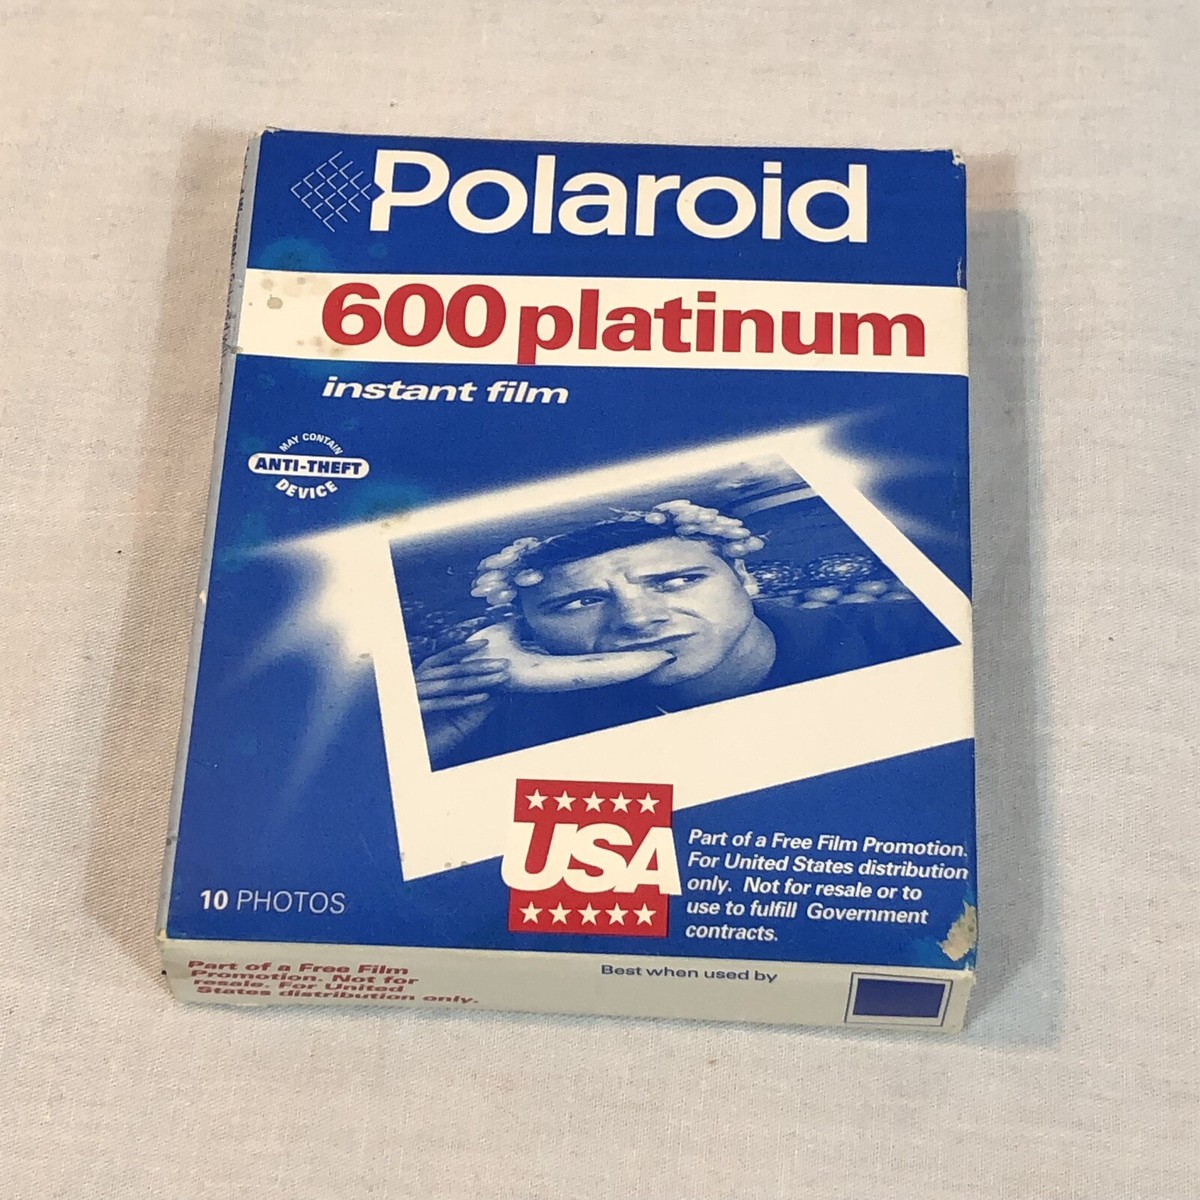 Polaroid
600 platinum
instant film
MAY CONTAIN
ANTI-THEFT
DEVICE
USA
Part of a Free Film Promotion.
For United States distribution
only. Not for resale or to
use to fulfill Government
contracts.
10 PHOTOS
Part of a Free Film
Promotion. Not for
resale. For United
States distribution only.
Best when used by